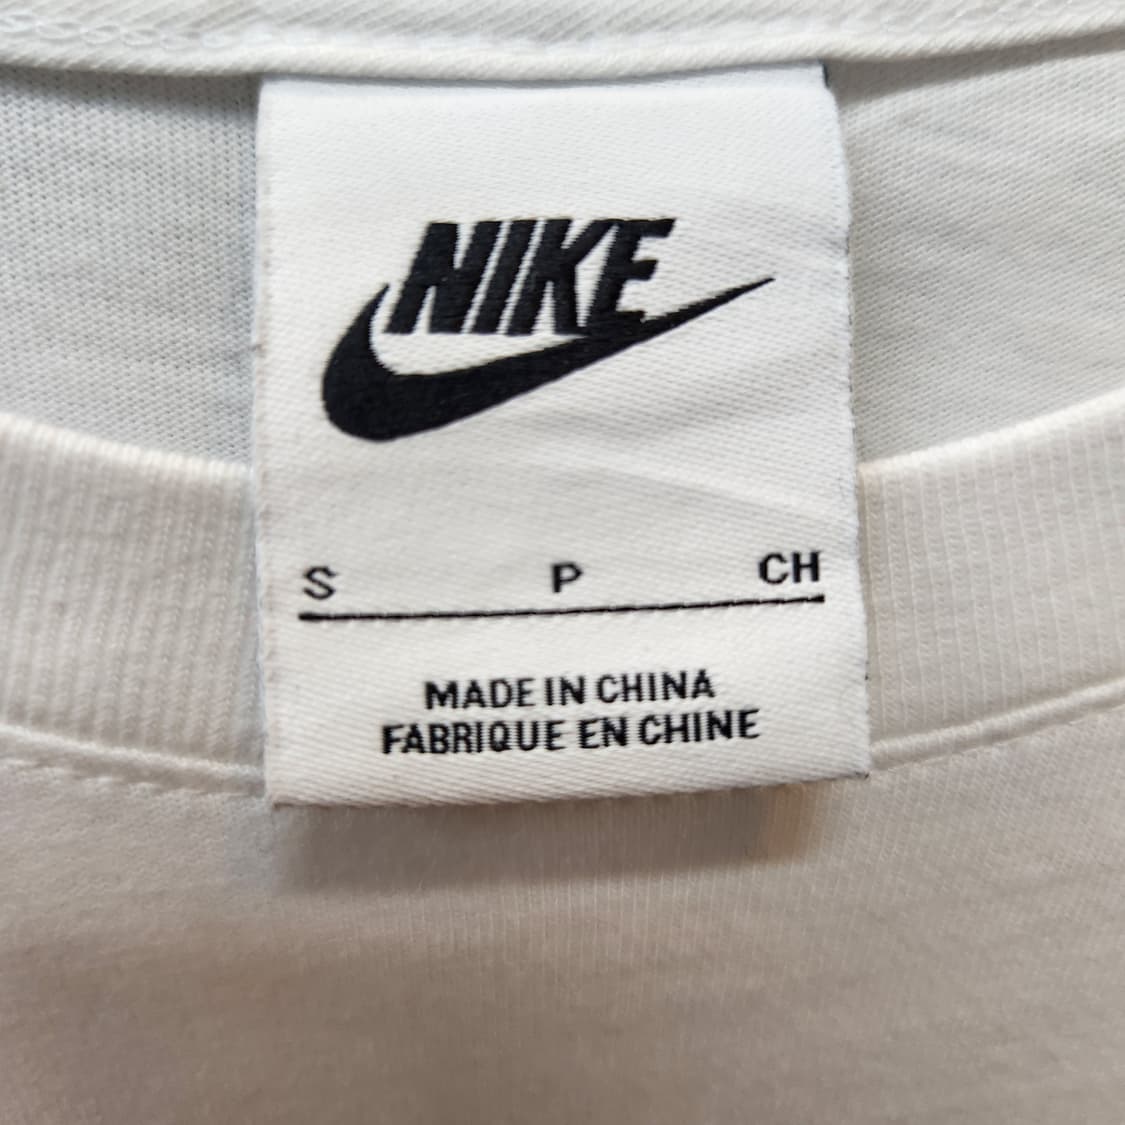 NIKE
S P CH
MADE IN CHINA
FABRIQUE EN CHINE